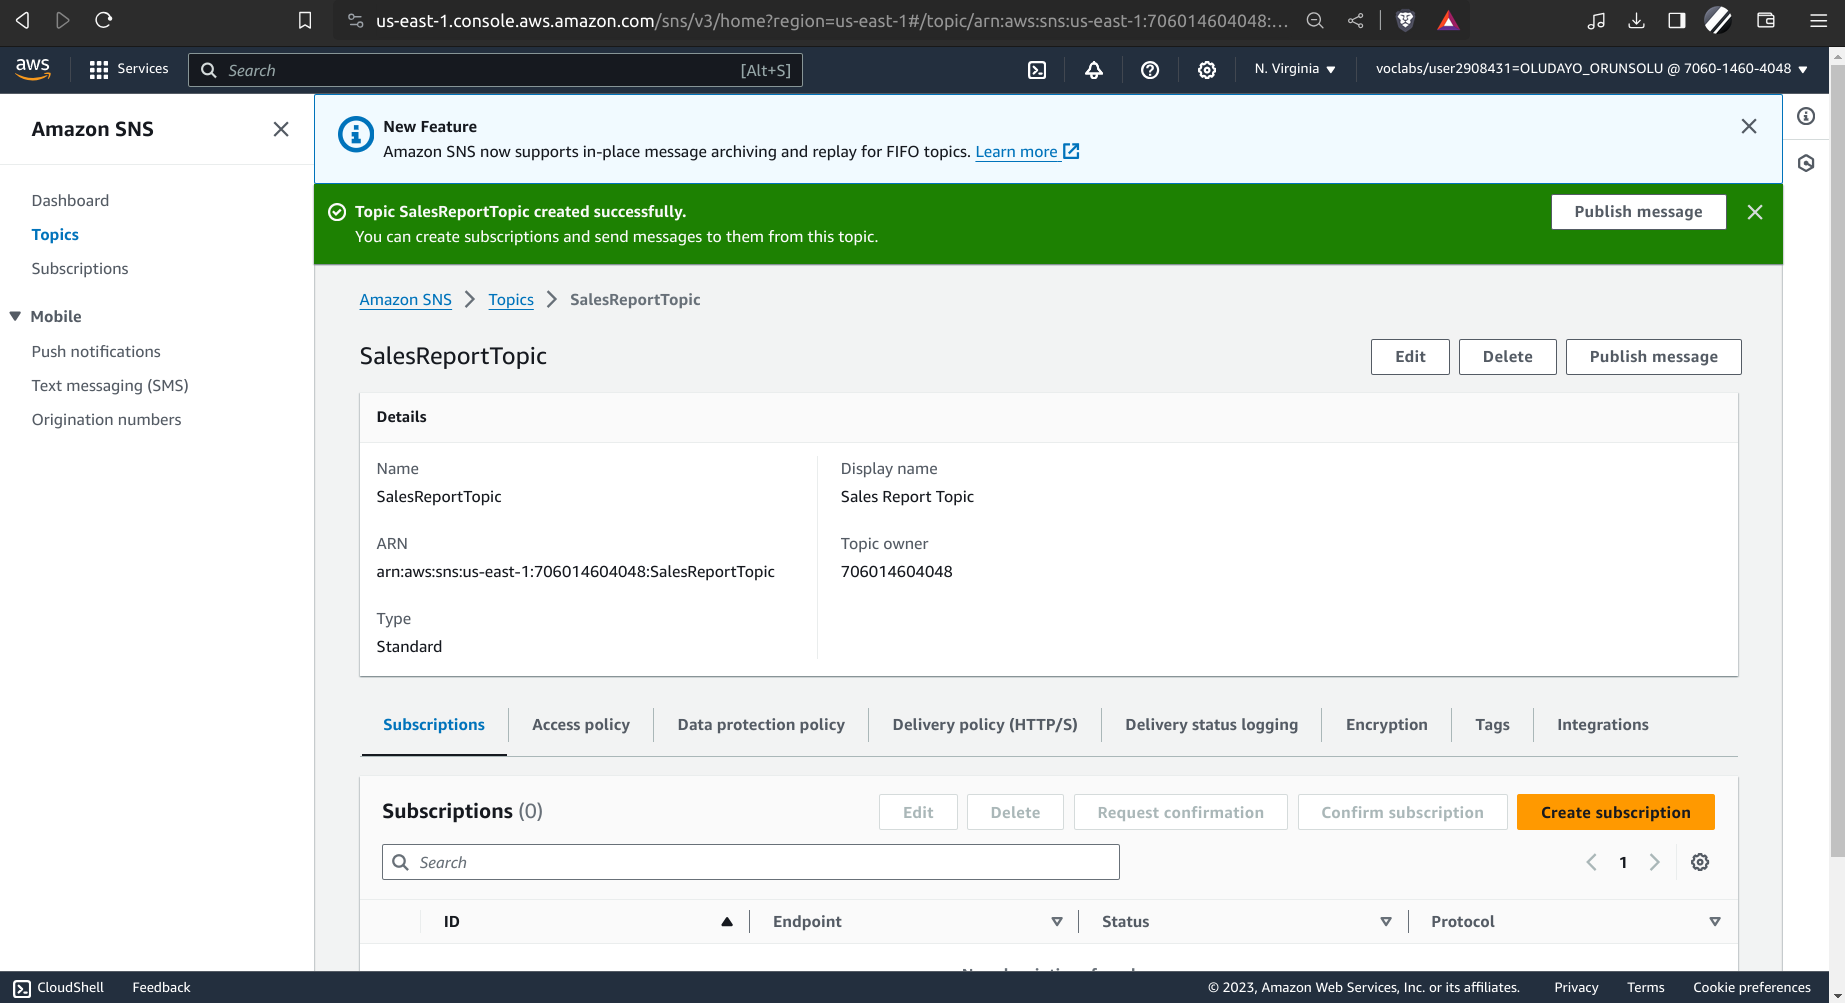 us-east-1.console.aws.amazon.com/sns/v3/home?region=us-east-1#/topic/arn:aws:sns:us-east-1:706014604048:...
aws
Services
Search
[Alt+S]
N. Virginia
voclabs/user2908431=OLUDAYO_ORUNSOLU @ 7060-1460-4048
Amazon SNS
Dashboard
Topics
Subscriptions
Mobile
Push notifications
Text messaging (SMS)
Origination numbers
New Feature
Amazon SNS now supports in-place message archiving and replay for FIFO topics. Learn more
Topic SalesReportTopic created successfully.
You can create subscriptions and send messages to them from this topic.
Publish message
Amazon SNS
Topics
SalesReportTopic
SalesReportTopic
Edit
Delete
Publish message
Details
Name
SalesReportTopic
Display name
Sales Report Topic
ARN
arn:aws:sns:us-east-1:706014604048:SalesReportTopic
Topic owner
706014604048
Type
Standard
Subscriptions
Access policy
Data protection policy
Delivery policy (HTTP/S)
Delivery status logging
Encryption
Tags
Integrations
Subscriptions (0)
Edit
Delete
Request confirmation
Confirm subscription
Create subscription
Search
1
ID
Endpoint
Status
Protocol
CloudShell
Feedback
© 2023, Amazon Web Services, Inc. or its affiliates.
Privacy
Terms
Cookie preferences